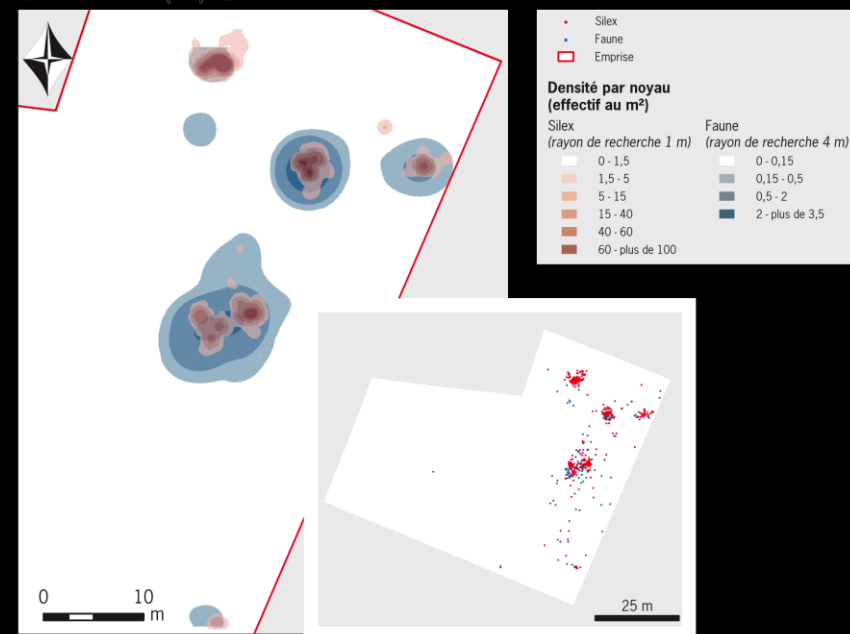 Silex
Faune
Emprise
Densité par noyau
(effectif au m²)
Silex
(rayon de recherche 1 m)
0 - 1,5
1,5 - 5
5 - 15
15 - 40
40 - 60
60 - plus de 100
Faune
(rayon de recherche 4 m)
0 - 0,15
0,15 - 0,5
0,5 - 2
2 - plus de 3,5
0 10
m
25 m